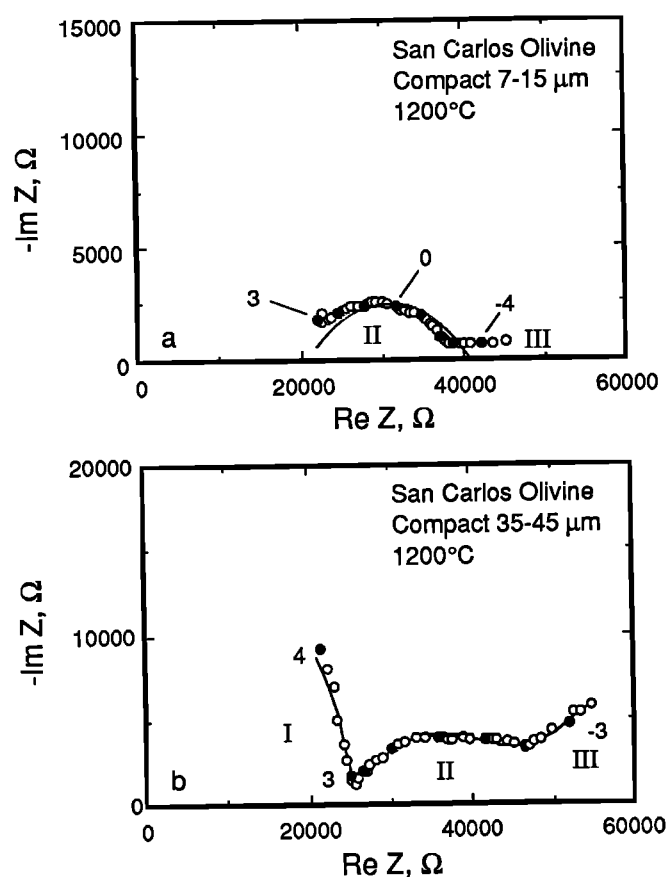 15000
San Carlos Olivine
Compact 7-15 μm
1200°C
10000
-Im Z, Ω
5000
0
3
-4
II
III
a
0
0
20000
40000
60000
Re Z, Ω
20000
San Carlos Olivine
Compact 35-45 μm
1200°C
10000
-Im Z, Ω
4
I
3
II
-3
III
b
0
0
20000
40000
60000
Re Z, Ω